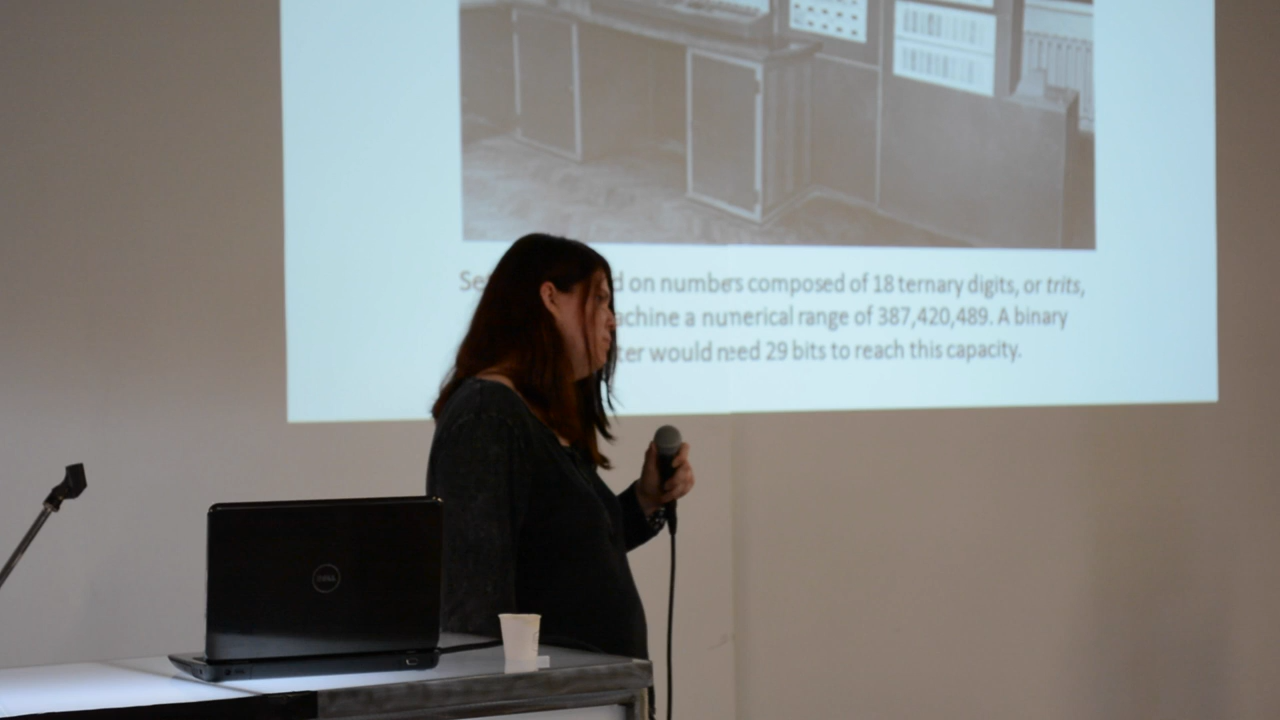 d on numbers composed of 18 ternary digits, or trits,
achine a numerical range of 387,420,489. A binary
ter would need 29 bits to reach this capacity.
DELL